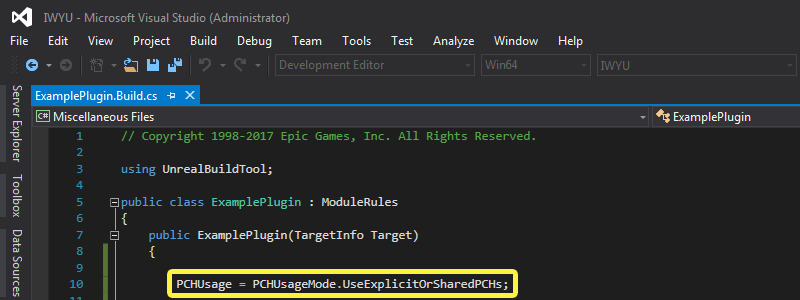 IWYU - Microsoft Visual Studio (Administrator)
File Edit View Project Build Debug Team Tools Test Analyze Window Help
Development Editor Win64 IWYU
ExamplePlugin.Build.cs
C# Miscellaneous Files ExamplePlugin
Server Explorer
Toolbox
Data Sources
1 // Copyright 1998-2017 Epic Games, Inc. All Rights Reserved.
2
3 using UnrealBuildTool;
4
5 public class ExamplePlugin : ModuleRules
6 {
7 public ExamplePlugin(TargetInfo Target)
8 {
9
10 PCHUsage = PCHUsageMode.UseExplicitOrSharedPCHs;